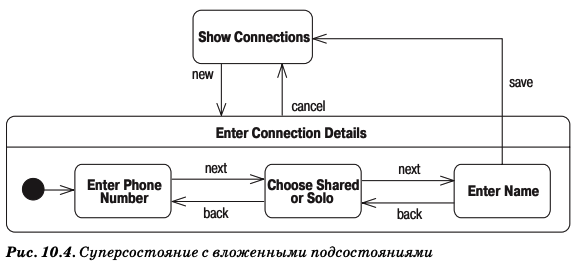 Show Connections
new
cancel
save
Enter Connection Details
Enter Phone
Number
next
back
Choose Shared
or Solo
next
back
Enter Name
Рис. 10.4. Суперсостояние с вложенными подсостояниями